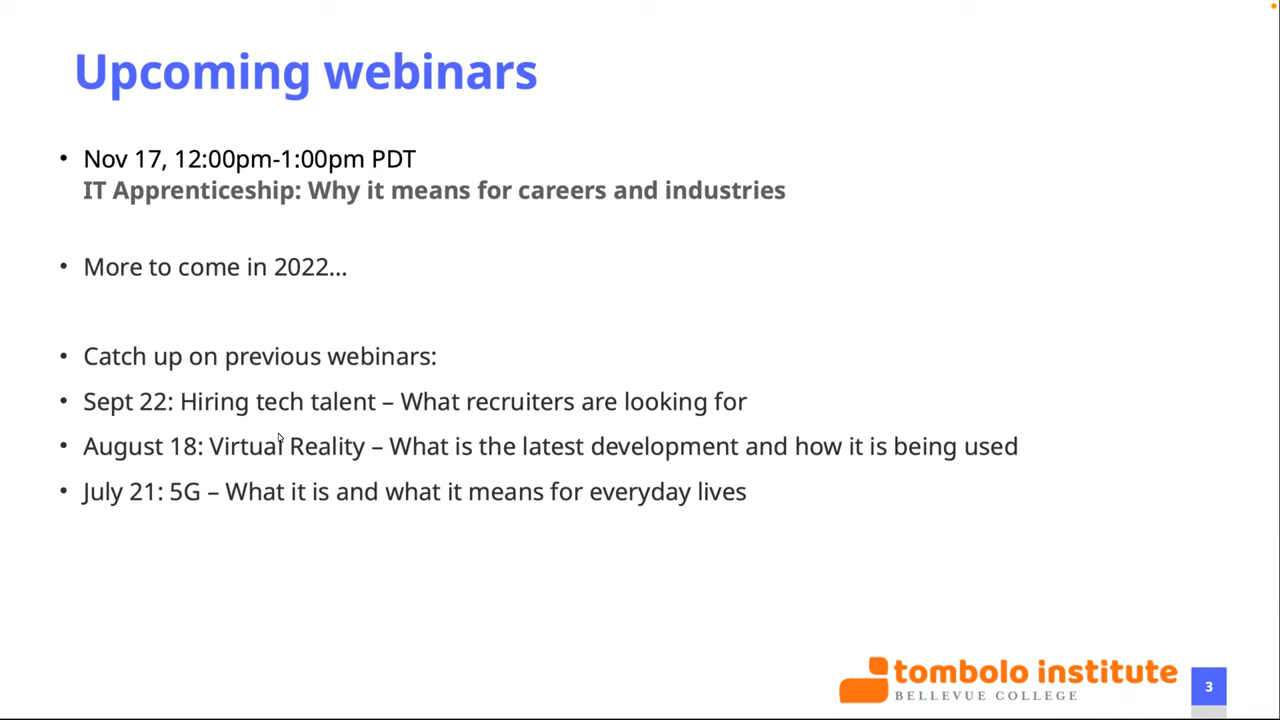 Upcoming webinars
• Nov 17, 12:00pm-1:00pm PDT
IT Apprenticeship: Why it means for careers and industries
• More to come in 2022...
• Catch up on previous webinars:
• Sept 22: Hiring tech talent – What recruiters are looking for
• August 18: Virtual Reality – What is the latest development and how it is being used
• July 21: 5G – What it is and what it means for everyday lives
tombolo institute
BELLEVUE COLLEGE
3